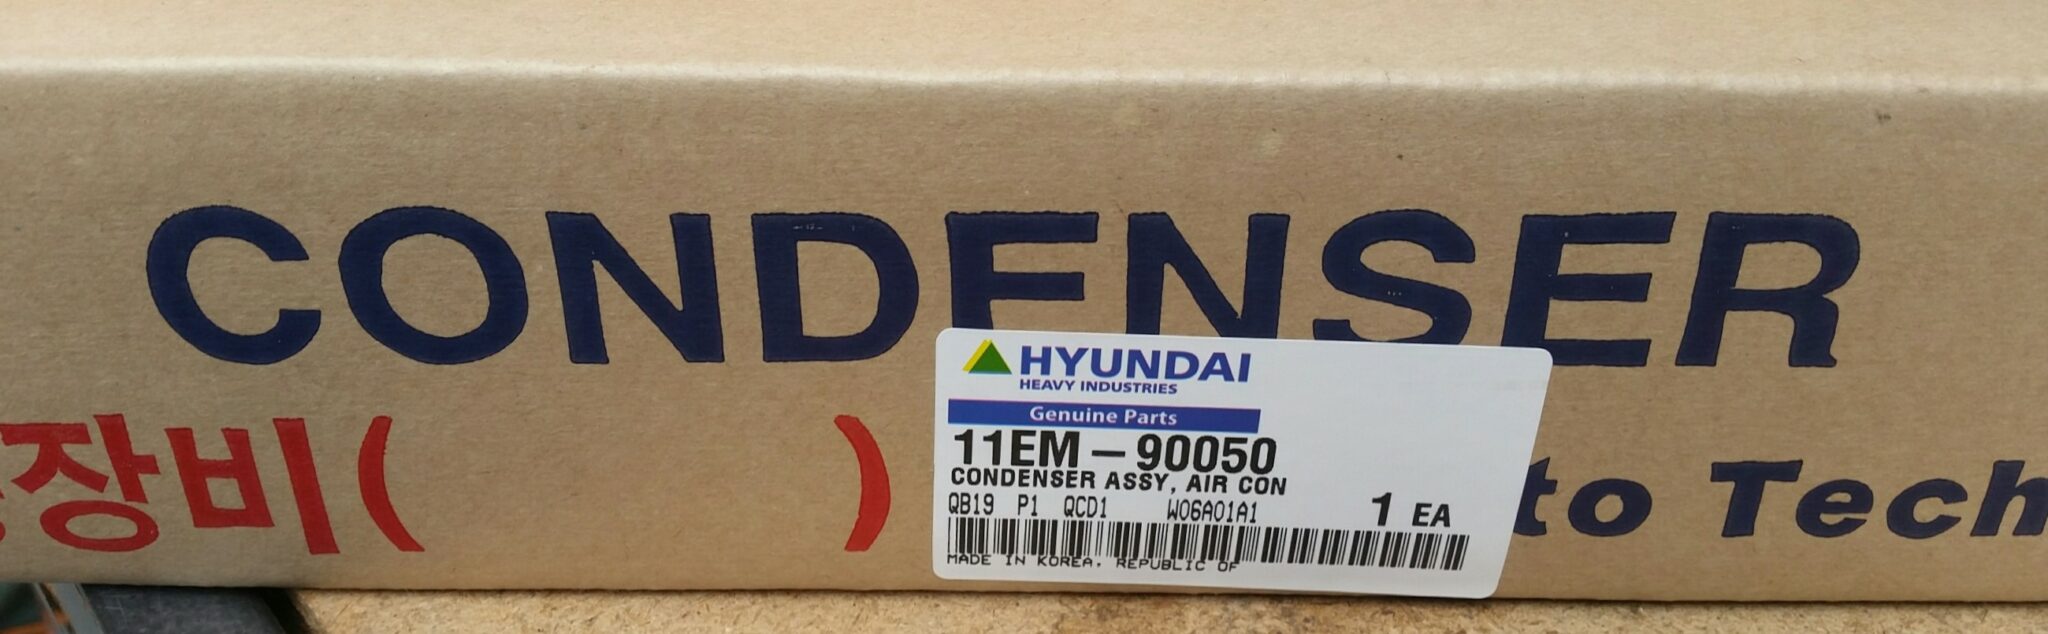 CONDENSER
장비( )
HYUNDAI
HEAVY INDUSTRIES
Genuine Parts
11EM-90050
CONDENSER ASSY, AIR CON
QB19 P1 QCD1 W06A01A1
1 EA
MADE IN KOREA. REPUBLIC OF
to Tech